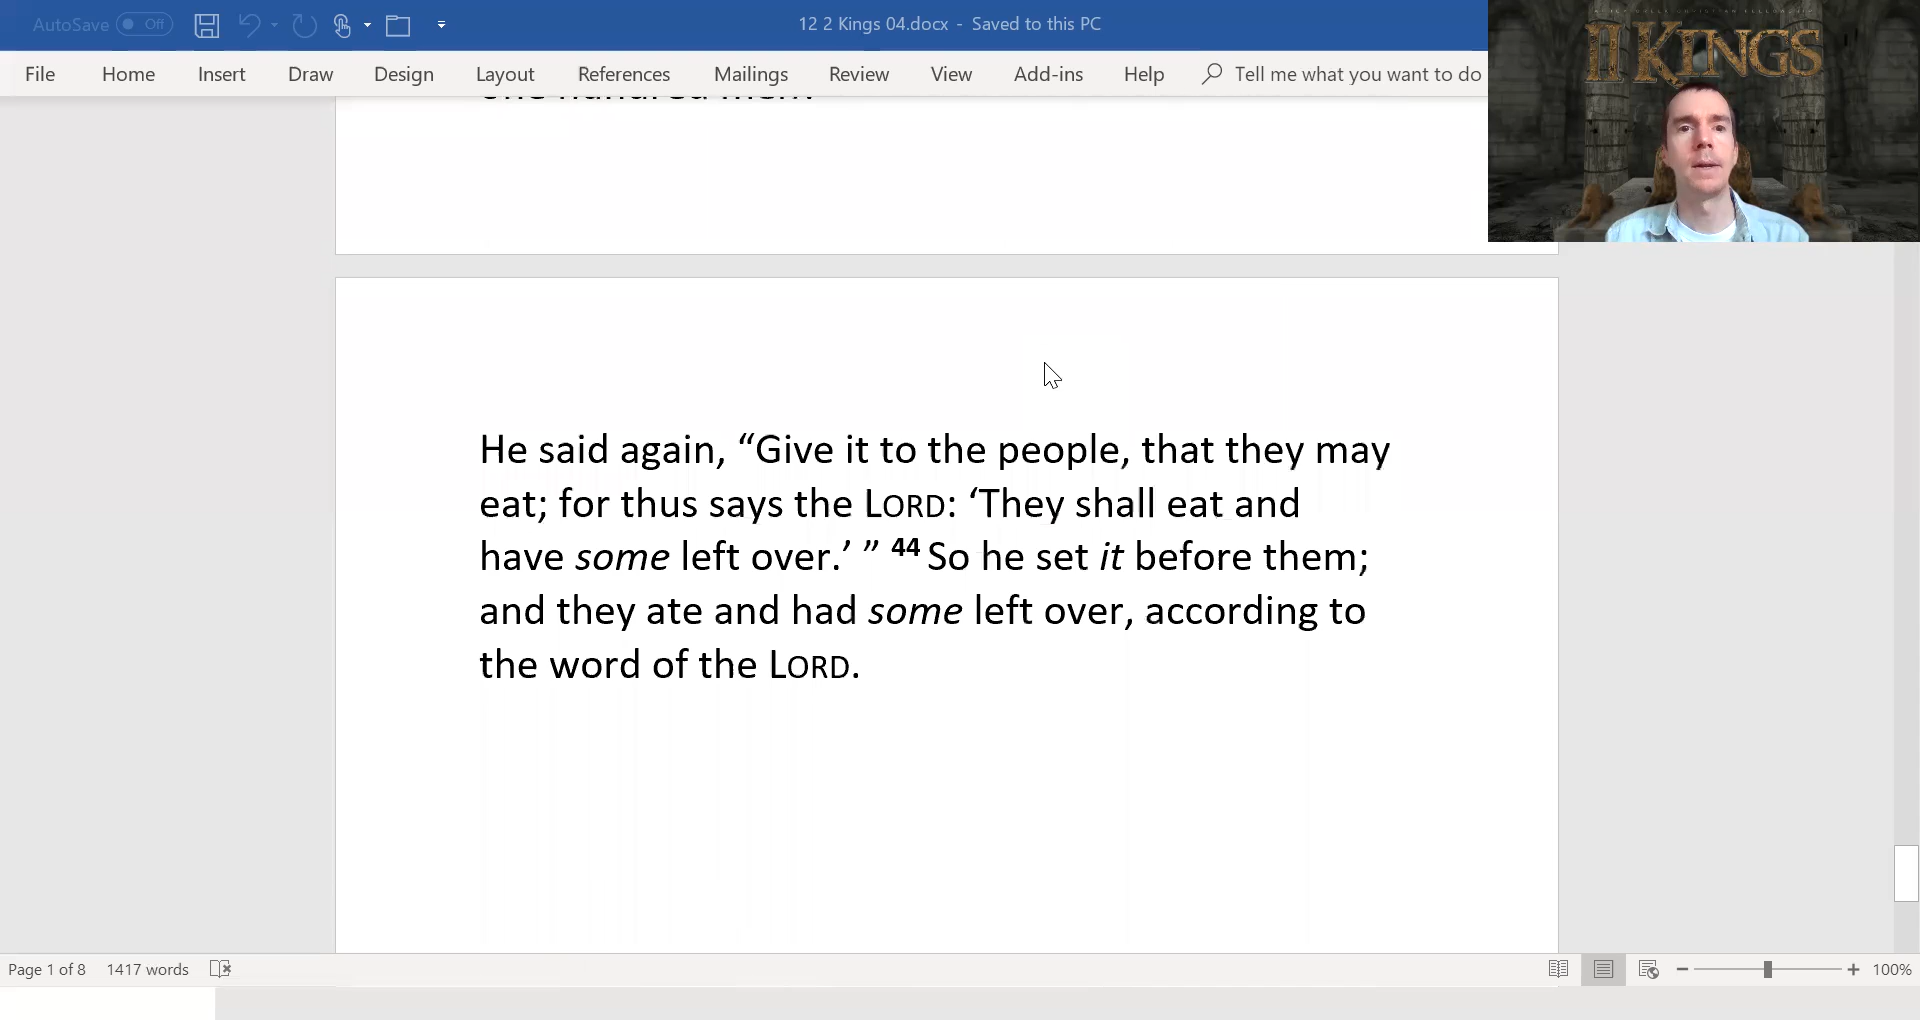 AutoSave Off
12 2 Kings 04.docx - Saved to this PC
File Home Insert Draw Design Layout References Mailings Review View Add-ins Help Tell me what you want to do
II KINGS
one hundred men?
He said again, “Give it to the people, that they may
eat; for thus says the LORD: ‘They shall eat and
have some left over.’ ” 44 So he set it before them;
and they ate and had some left over, according to
the word of the LORD.
Page 1 of 8 1417 words
100%